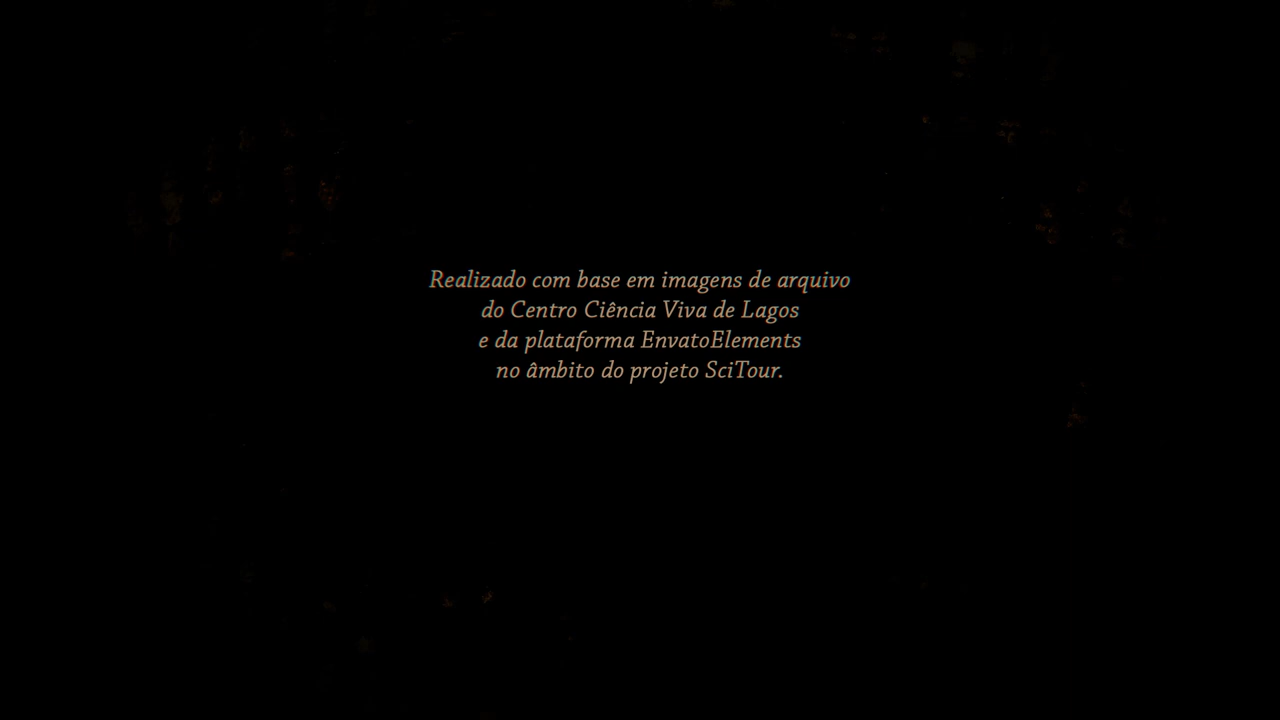 Realizado com base em imagens de arquivo
do Centro Ciência Viva de Lagos
e da plataforma EnvatoElements
no âmbito do projeto SciTour.